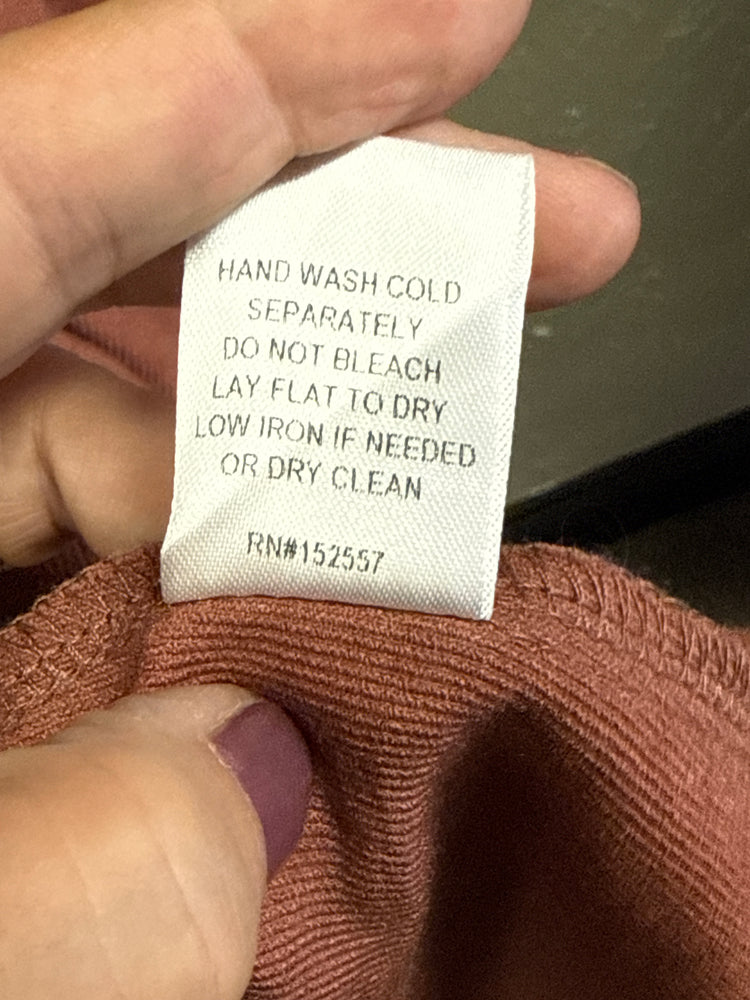 HAND WASH COLD
SEPARATELY
DO NOT BLEACH
LAY FLAT TO DRY
LOW IRON IF NEEDED
OR DRY CLEAN
RN#152557